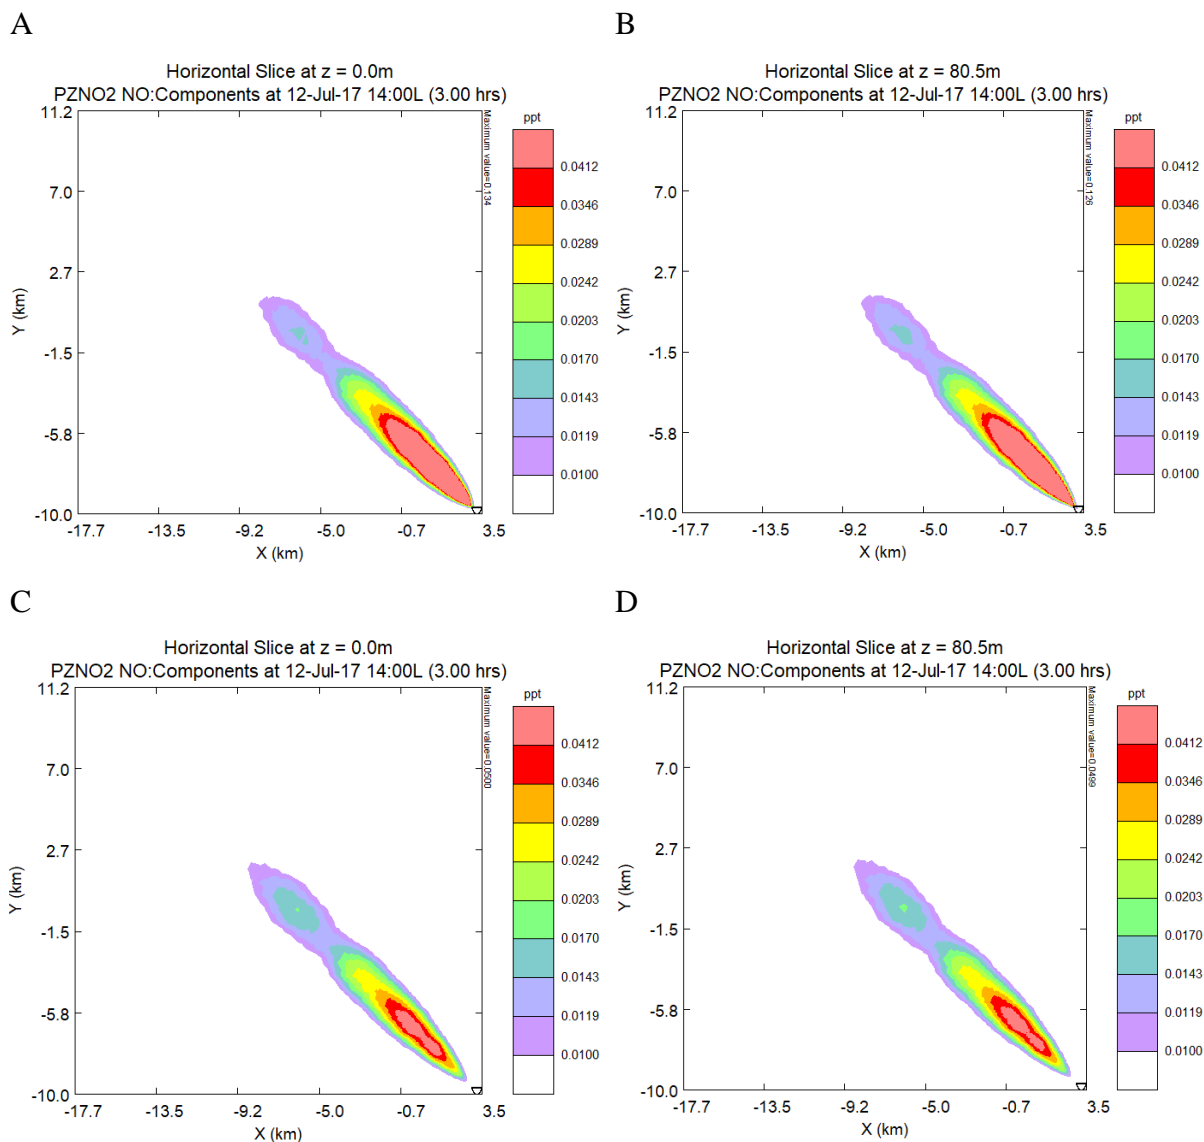 A
Horizontal Slice at z = 0.0m
PZNO2 NO:Components at 12-Jul-17 14:00L (3.00 hrs)
11.2
7.0
2.7
-1.5
-5.8
-10.0
Y (km)
-17.7 -13.5 -9.2 -5.0 -0.7 3.5
X (km)
Maximum value=0.134
ppt
0.0412
0.0346
0.0289
0.0242
0.0203
0.0170
0.0143
0.0119
0.0100
B
Horizontal Slice at z = 80.5m
PZNO2 NO:Components at 12-Jul-17 14:00L (3.00 hrs)
11.2
7.0
2.7
-1.5
-5.8
-10.0
Y (km)
-17.7 -13.5 -9.2 -5.0 -0.7 3.5
X (km)
Maximum value=0.126
ppt
0.0412
0.0346
0.0289
0.0242
0.0203
0.0170
0.0143
0.0119
0.0100
C
Horizontal Slice at z = 0.0m
PZNO2 NO:Components at 12-Jul-17 14:00L (3.00 hrs)
11.2
7.0
2.7
-1.5
-5.8
-10.0
Y (km)
-17.7 -13.5 -9.2 -5.0 -0.7 3.5
X (km)
Maximum value=0.0500
ppt
0.0412
0.0346
0.0289
0.0242
0.0203
0.0170
0.0143
0.0119
0.0100
D
Horizontal Slice at z = 80.5m
PZNO2 NO:Components at 12-Jul-17 14:00L (3.00 hrs)
11.2
7.0
2.7
-1.5
-5.8
-10.0
Y (km)
-17.7 -13.5 -9.2 -5.0 -0.7 3.5
X (km)
Maximum value=0.0499
ppt
0.0412
0.0346
0.0289
0.0242
0.0203
0.0170
0.0143
0.0119
0.0100